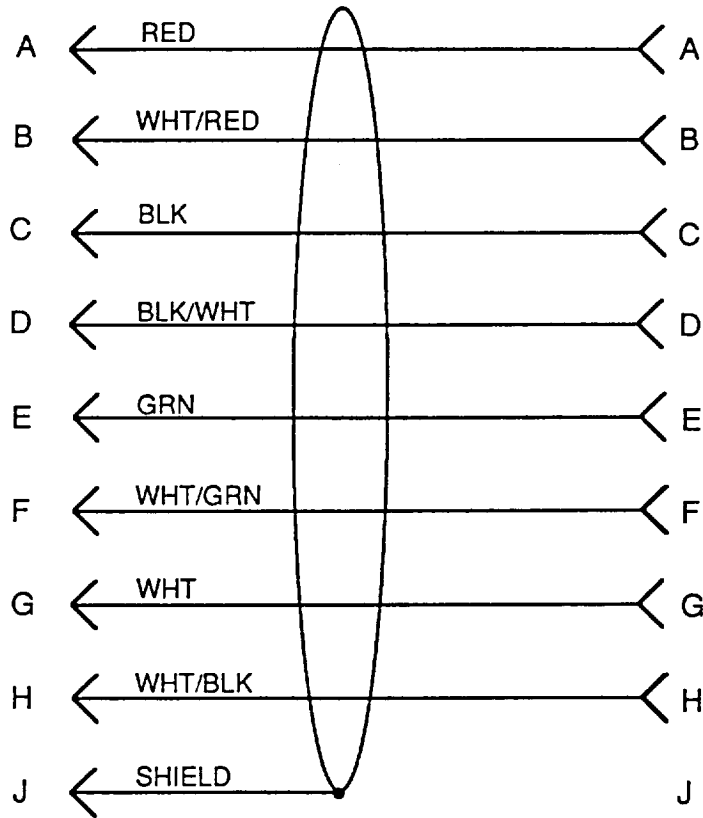 A RED A
B WHT/RED B
C BLK C
D BLK/WHT D
E GRN E
F WHT/GRN F
G WHT G
H WHT/BLK H
J SHIELD J